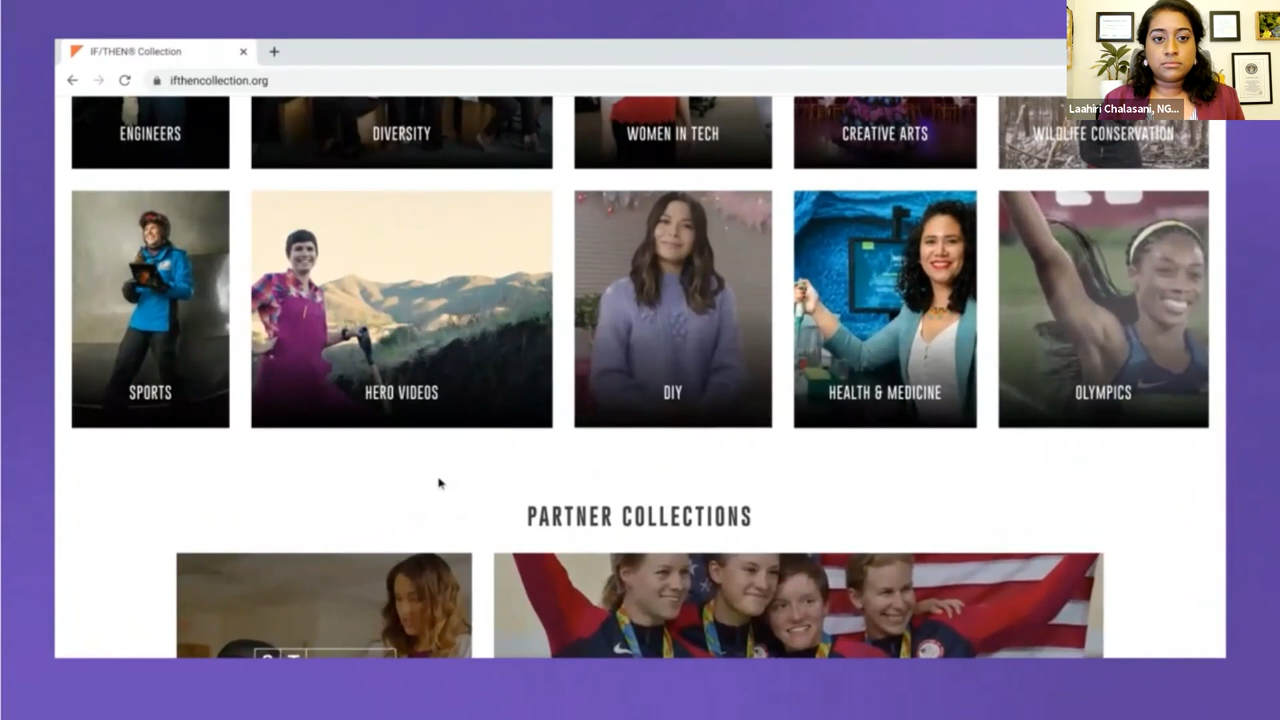 IF/THEN® Collection
ifthencollection.org
Laahiri Chalasani, NG...
ENGINEERS
DIVERSITY
WOMEN IN TECH
CREATIVE ARTS
WILDLIFE CONSERVATION
SPORTS
HERO VIDEOS
DIY
HEALTH & MEDICINE
OLYMPICS
PARTNER COLLECTIONS